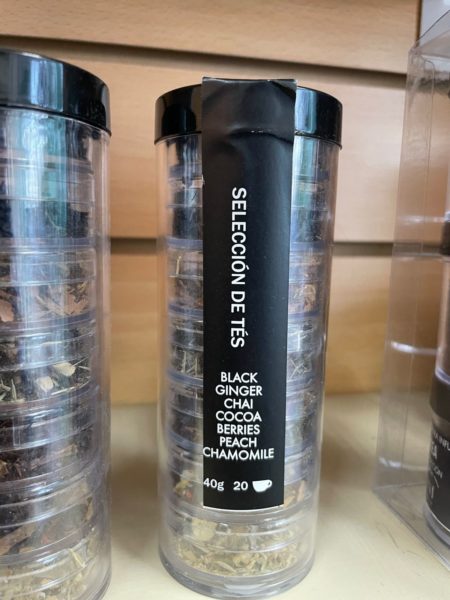 SELECCIÓN DE TÉS
BLACK
GINGER
CHAI
COCOA
BERRIES
PEACH
CHAMOMILE
40g 20